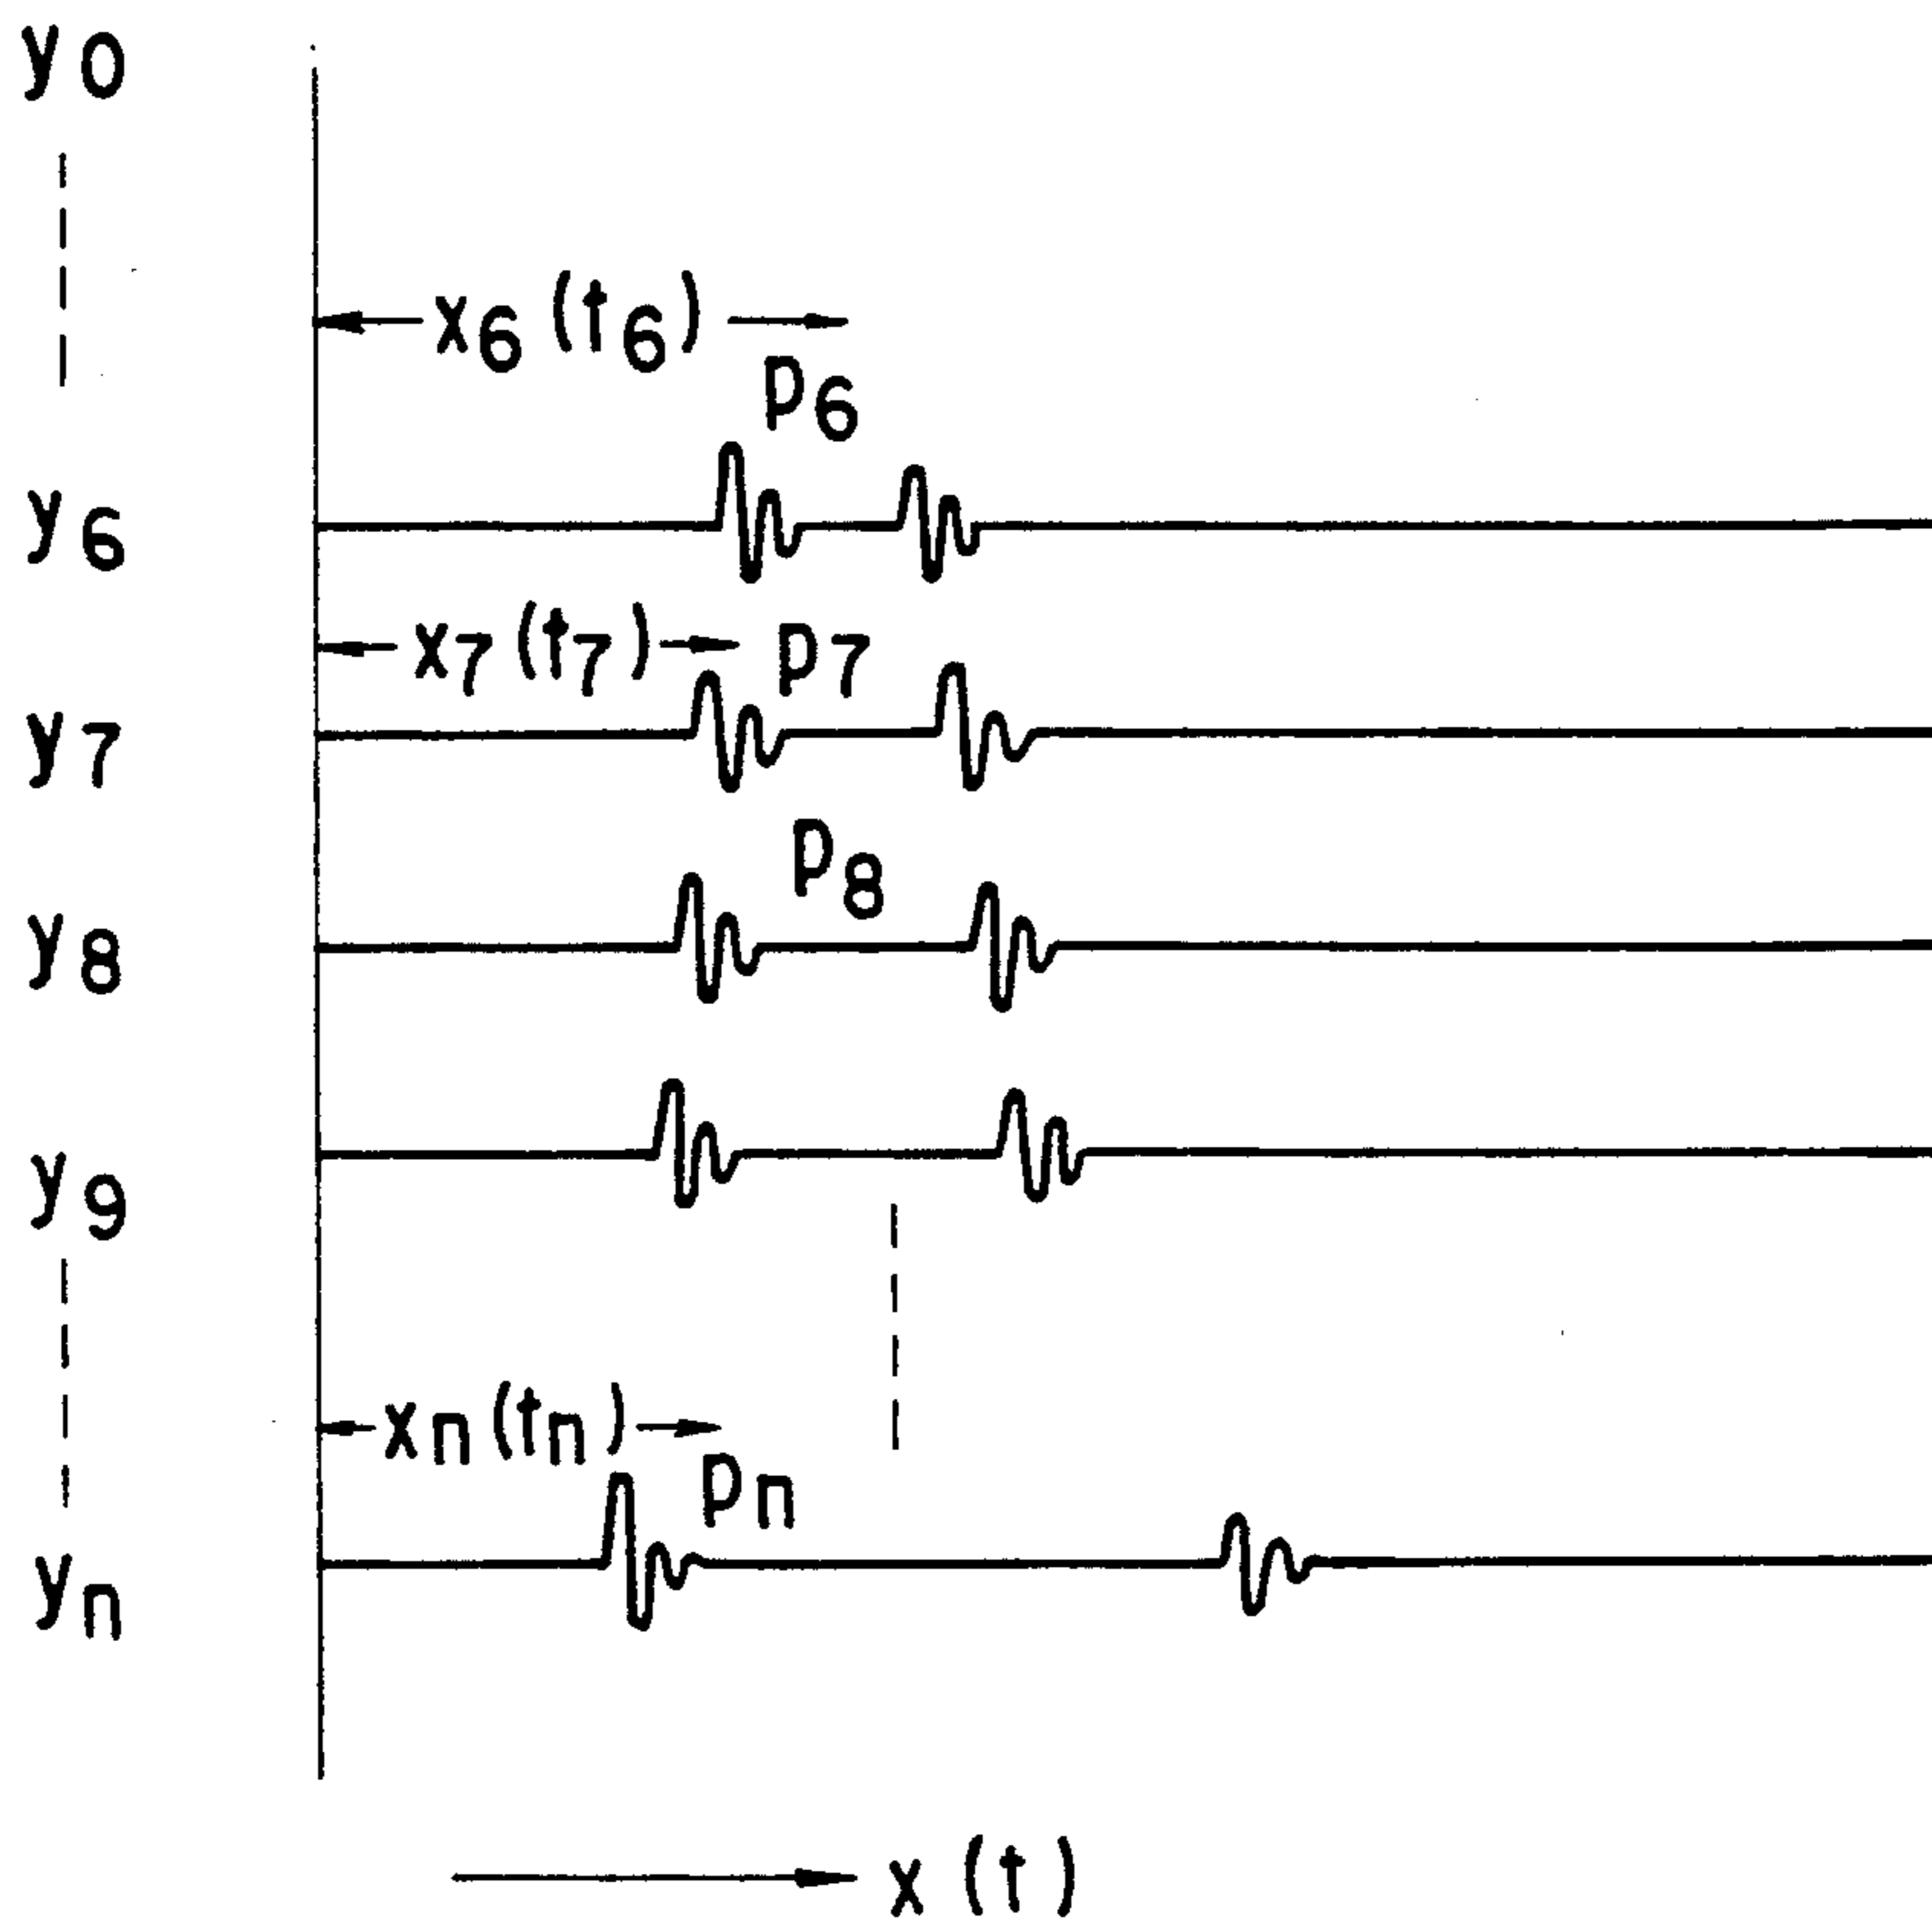 y0
x6 (t6)
p6
y6
x7 (t7) p7
y7
p8
y8
y9
xn(tn)
pn
yn
x (t)